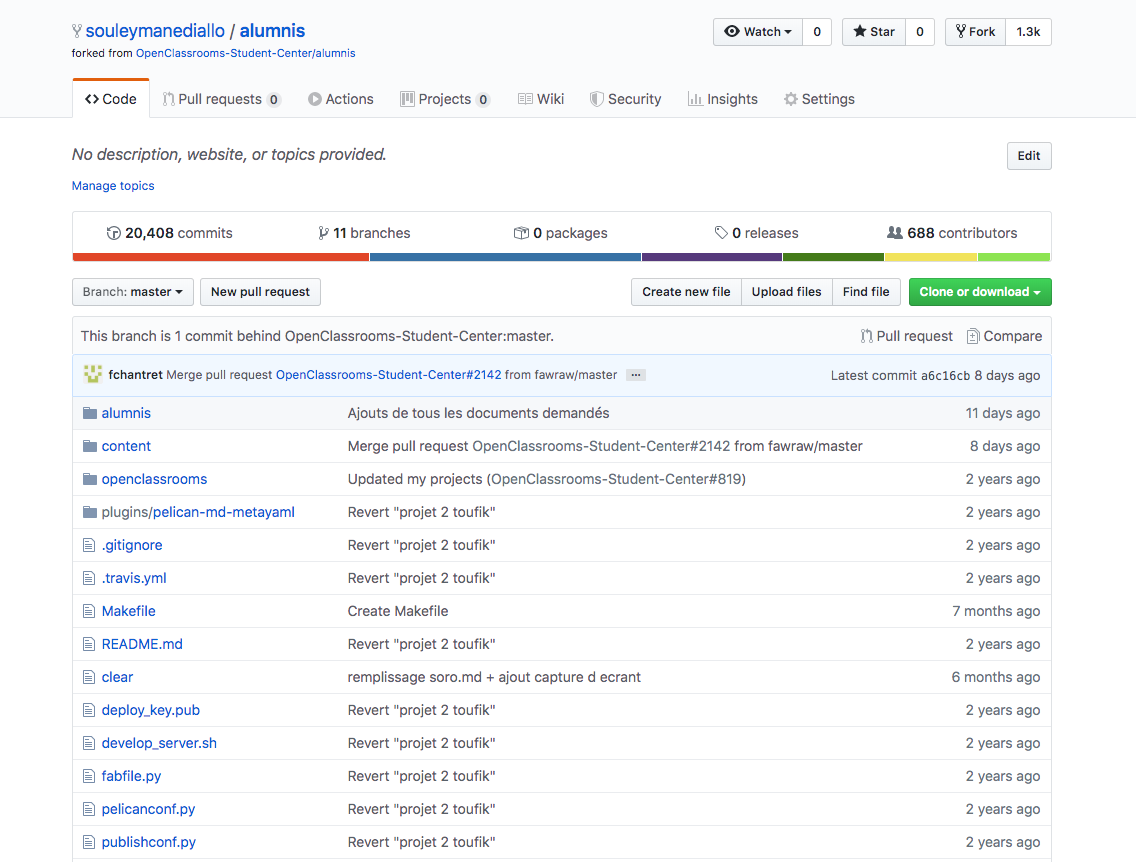 souleymanediallo / alumnis
Watch 0 Star 0 Fork 1.3k
forked from OpenClassrooms-Student-Center/alumnis
Code Pull requests 0 Actions Projects 0 Wiki Security Insights Settings
No description, website, or topics provided. Edit
Manage topics
20,408 commits 11 branches 0 packages 0 releases 688 contributors
Branch: master New pull request Create new file Upload files Find file Clone or download
This branch is 1 commit behind OpenClassrooms-Student-Center:master. Pull request Compare
fchantret Merge pull request OpenClassrooms-Student-Center#2142 from fawraw/master ... Latest commit a6c16cb 8 days ago
alumnis Ajouts de tous les documents demandés 11 days ago
content Merge pull request OpenClassrooms-Student-Center#2142 from fawraw/master 8 days ago
openclassrooms Updated my projects (OpenClassrooms-Student-Center#819) 2 years ago
plugins/pelican-md-metayaml Revert "projet 2 toufik" 2 years ago
.gitignore Revert "projet 2 toufik" 2 years ago
.travis.yml Revert "projet 2 toufik" 2 years ago
Makefile Create Makefile 7 months ago
README.md Revert "projet 2 toufik" 2 years ago
clear remplissage soro.md + ajout capture d ecrant 6 months ago
deploy_key.pub Revert "projet 2 toufik" 2 years ago
develop_server.sh Revert "projet 2 toufik" 2 years ago
fabfile.py Revert "projet 2 toufik" 2 years ago
pelicanconf.py Revert "projet 2 toufik" 2 years ago
publishconf.py Revert "projet 2 toufik" 2 years ago